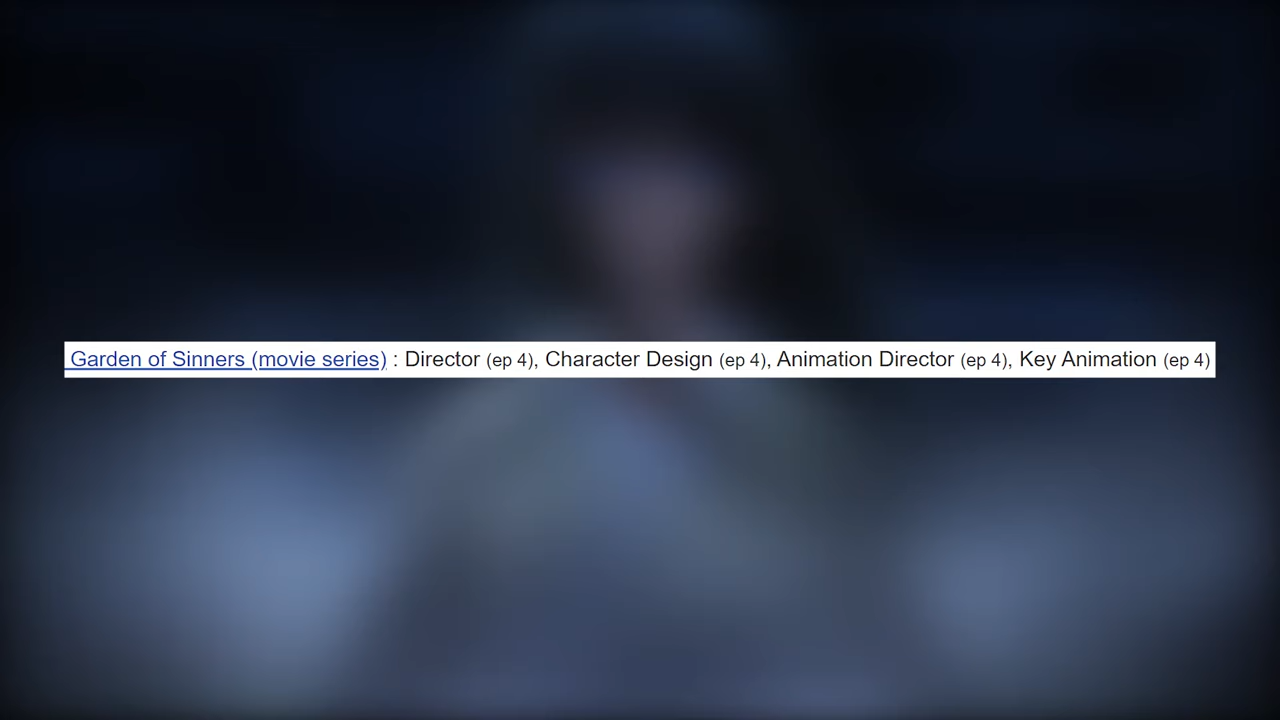 Garden of Sinners (movie series) : Director (ep 4), Character Design (ep 4), Animation Director (ep 4), Key Animation (ep 4)